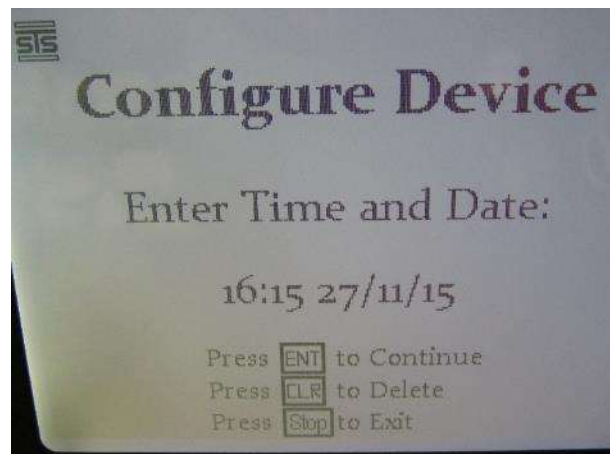 STS
Configure Device
Enter Time and Date:
16:15 27/11/15
Press ENT to Continue
Press CLR to Delete
Press Stop to Exit